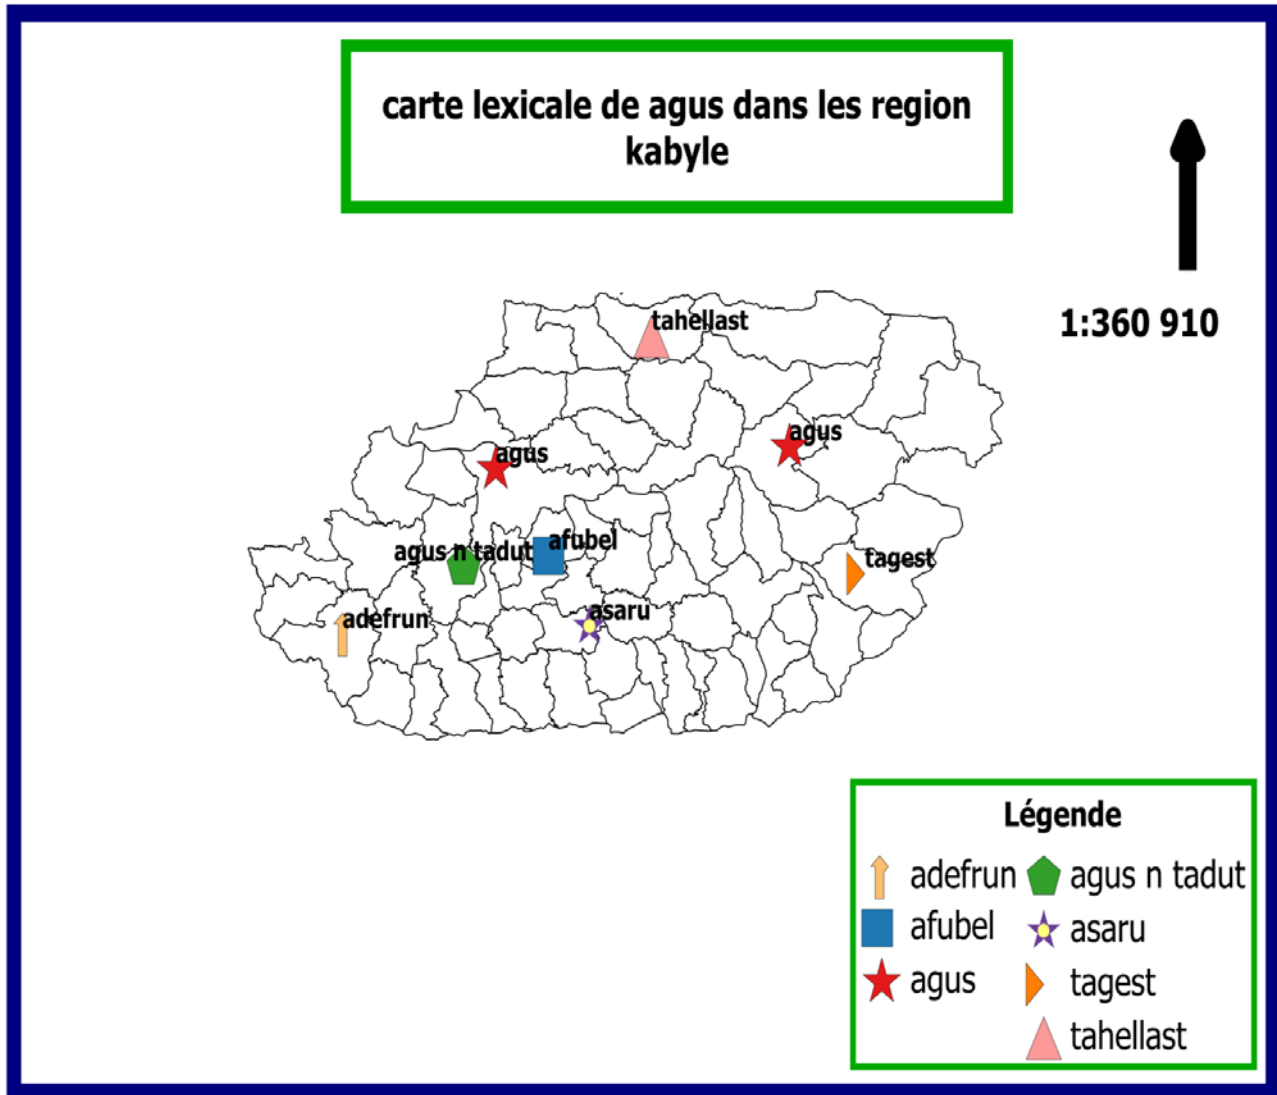 carte lexicale de agus dans les region
kabyle
1:360 910
tahellast
agus
agus
afubel
agus n tadut
tagest
asaru
adefrun
Légende
adefrun
agus n tadut
afubel
asaru
agus
tagest
tahellast